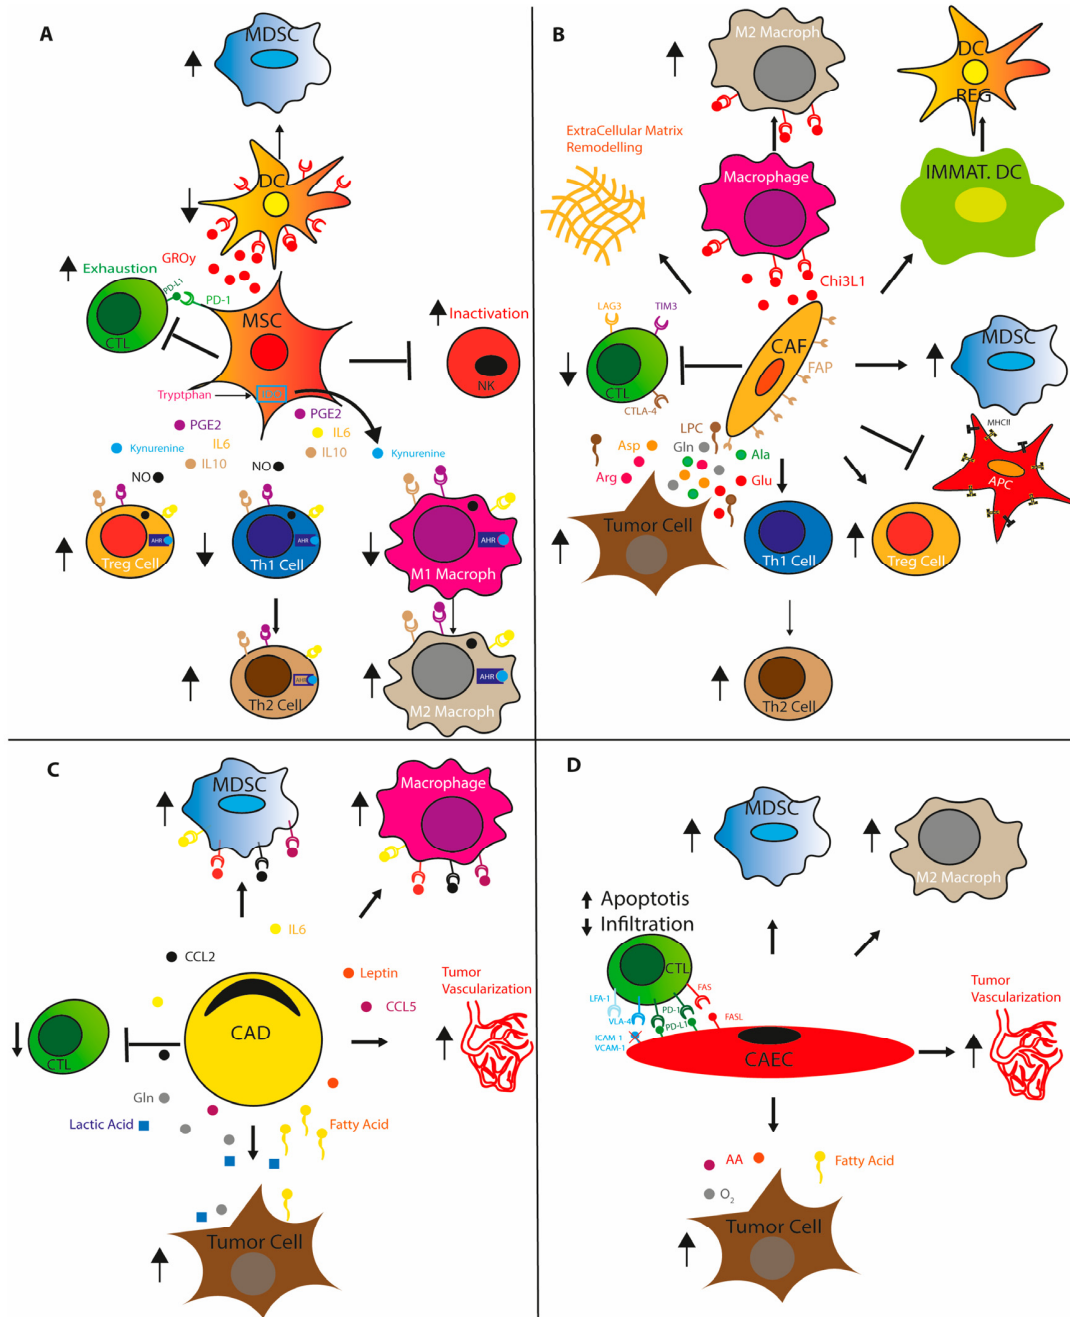 A
MDSC
DC
GROy
Exhaustion
PD-L1
PD-1
CTL
MSC
Inactivation
NK
Tryptphan
PGE2
IL6
IL10
Kynurenine
NO
PGE2
IL6
IL10
Kynurenine
NO
AHR
Treg Cell
AHR
Th1 Cell
AHR
M1 Macroph
AHR
Th2 Cell
AHR
M2 Macroph
B
M2 Macroph
DC
REG
ExtraCellular Matrix
Remodelling
Macrophage
IMMAT. DC
Chi3L1
LAG3
TIM3
CTL
CTLA-4
CAF
FAP
MDSC
MHCII
APC
LPC
Asp
Gln
Ala
Arg
Glu
Tumor Cell
Th1 Cell
Treg Cell
Th2 Cell
C
MDSC
Macrophage
IL6
CCL2
Leptin
CCL5
Tumor
Vascularization
CTL
CAD
Gln
Lactic Acid
Fatty Acid
Tumor Cell
D
MDSC
M2 Macroph
Apoptotis
Infiltration
CTL
FAS
LFA-1
VLA-4
PD-1
PD-L1
FASL
ICAM-1
VCAM-1
CAEC
Tumor
Vascularization
AA
Fatty Acid
O2
Tumor Cell